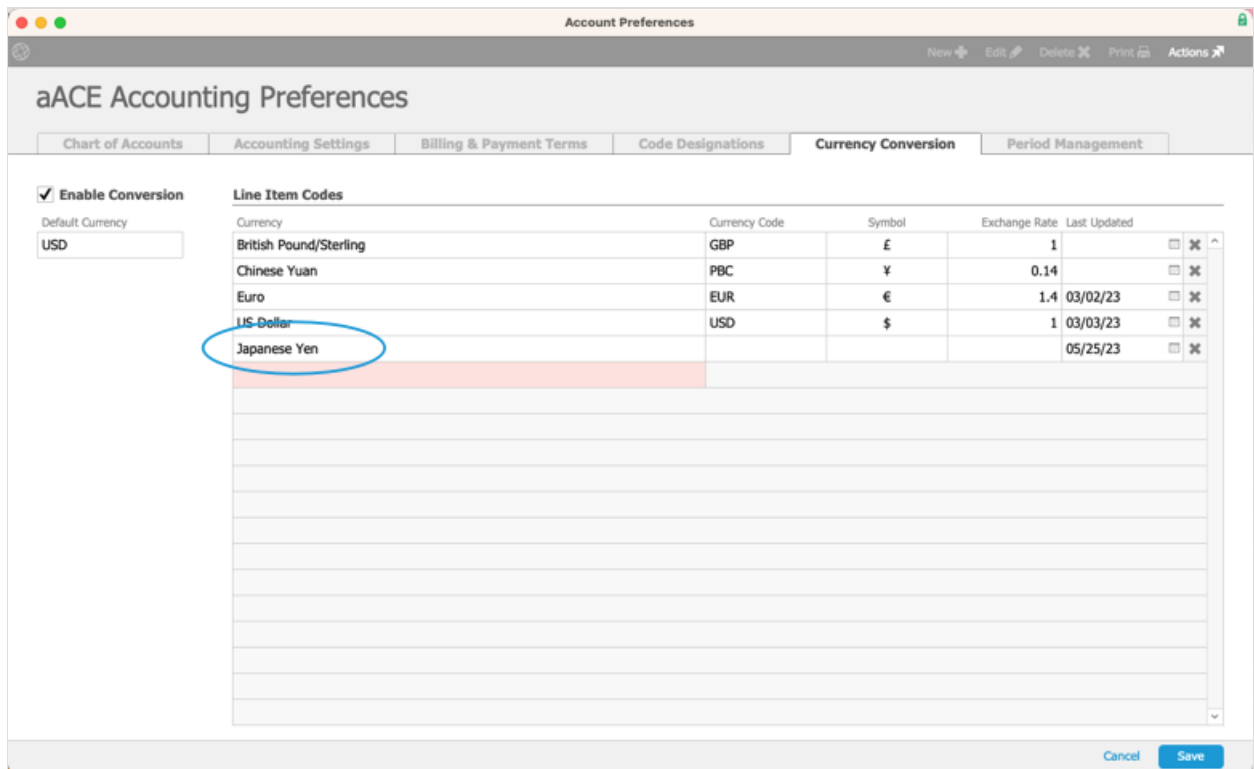 Account Preferences
New Edit Delete Print Actions
aACE Accounting Preferences
Chart of Accounts Accounting Settings Billing & Payment Terms Code Designations Currency Conversion Period Management
Enable Conversion Line Item Codes
Default Currency Currency Currency Code Symbol Exchange Rate Last Updated
USD British Pound/Sterling GBP £ 1
Chinese Yuan PBC ¥ 0.14
Euro EUR € 1.4 03/02/23
US Dollar USD $ 1 03/03/23
Japanese Yen 05/25/23
Cancel Save